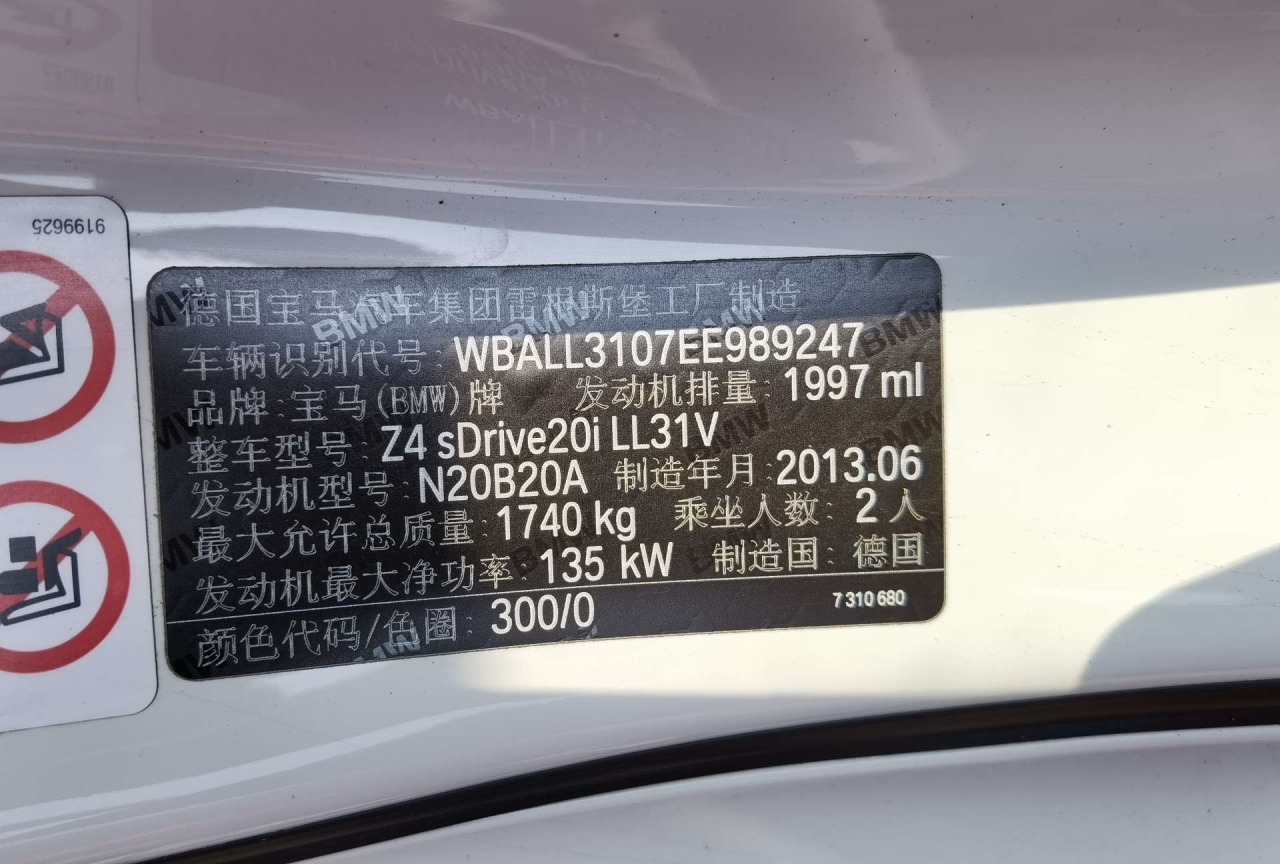 9199625
德国宝马汽车集团雷根斯堡工厂制造
车辆识别代号: WBALL3107EE989247
品牌: 宝马(BMW)牌 发动机排量: 1997 ml
整车型号: Z4 sDrive20i LL31V
发动机型号: N20B20A 制造年月: 2013.06
最大允许总质量: 1740 kg 乘坐人数: 2 人
发动机最大净功率: 135 kW 制造国: 德国
颜色代码/色圈: 300/0 7 310 680